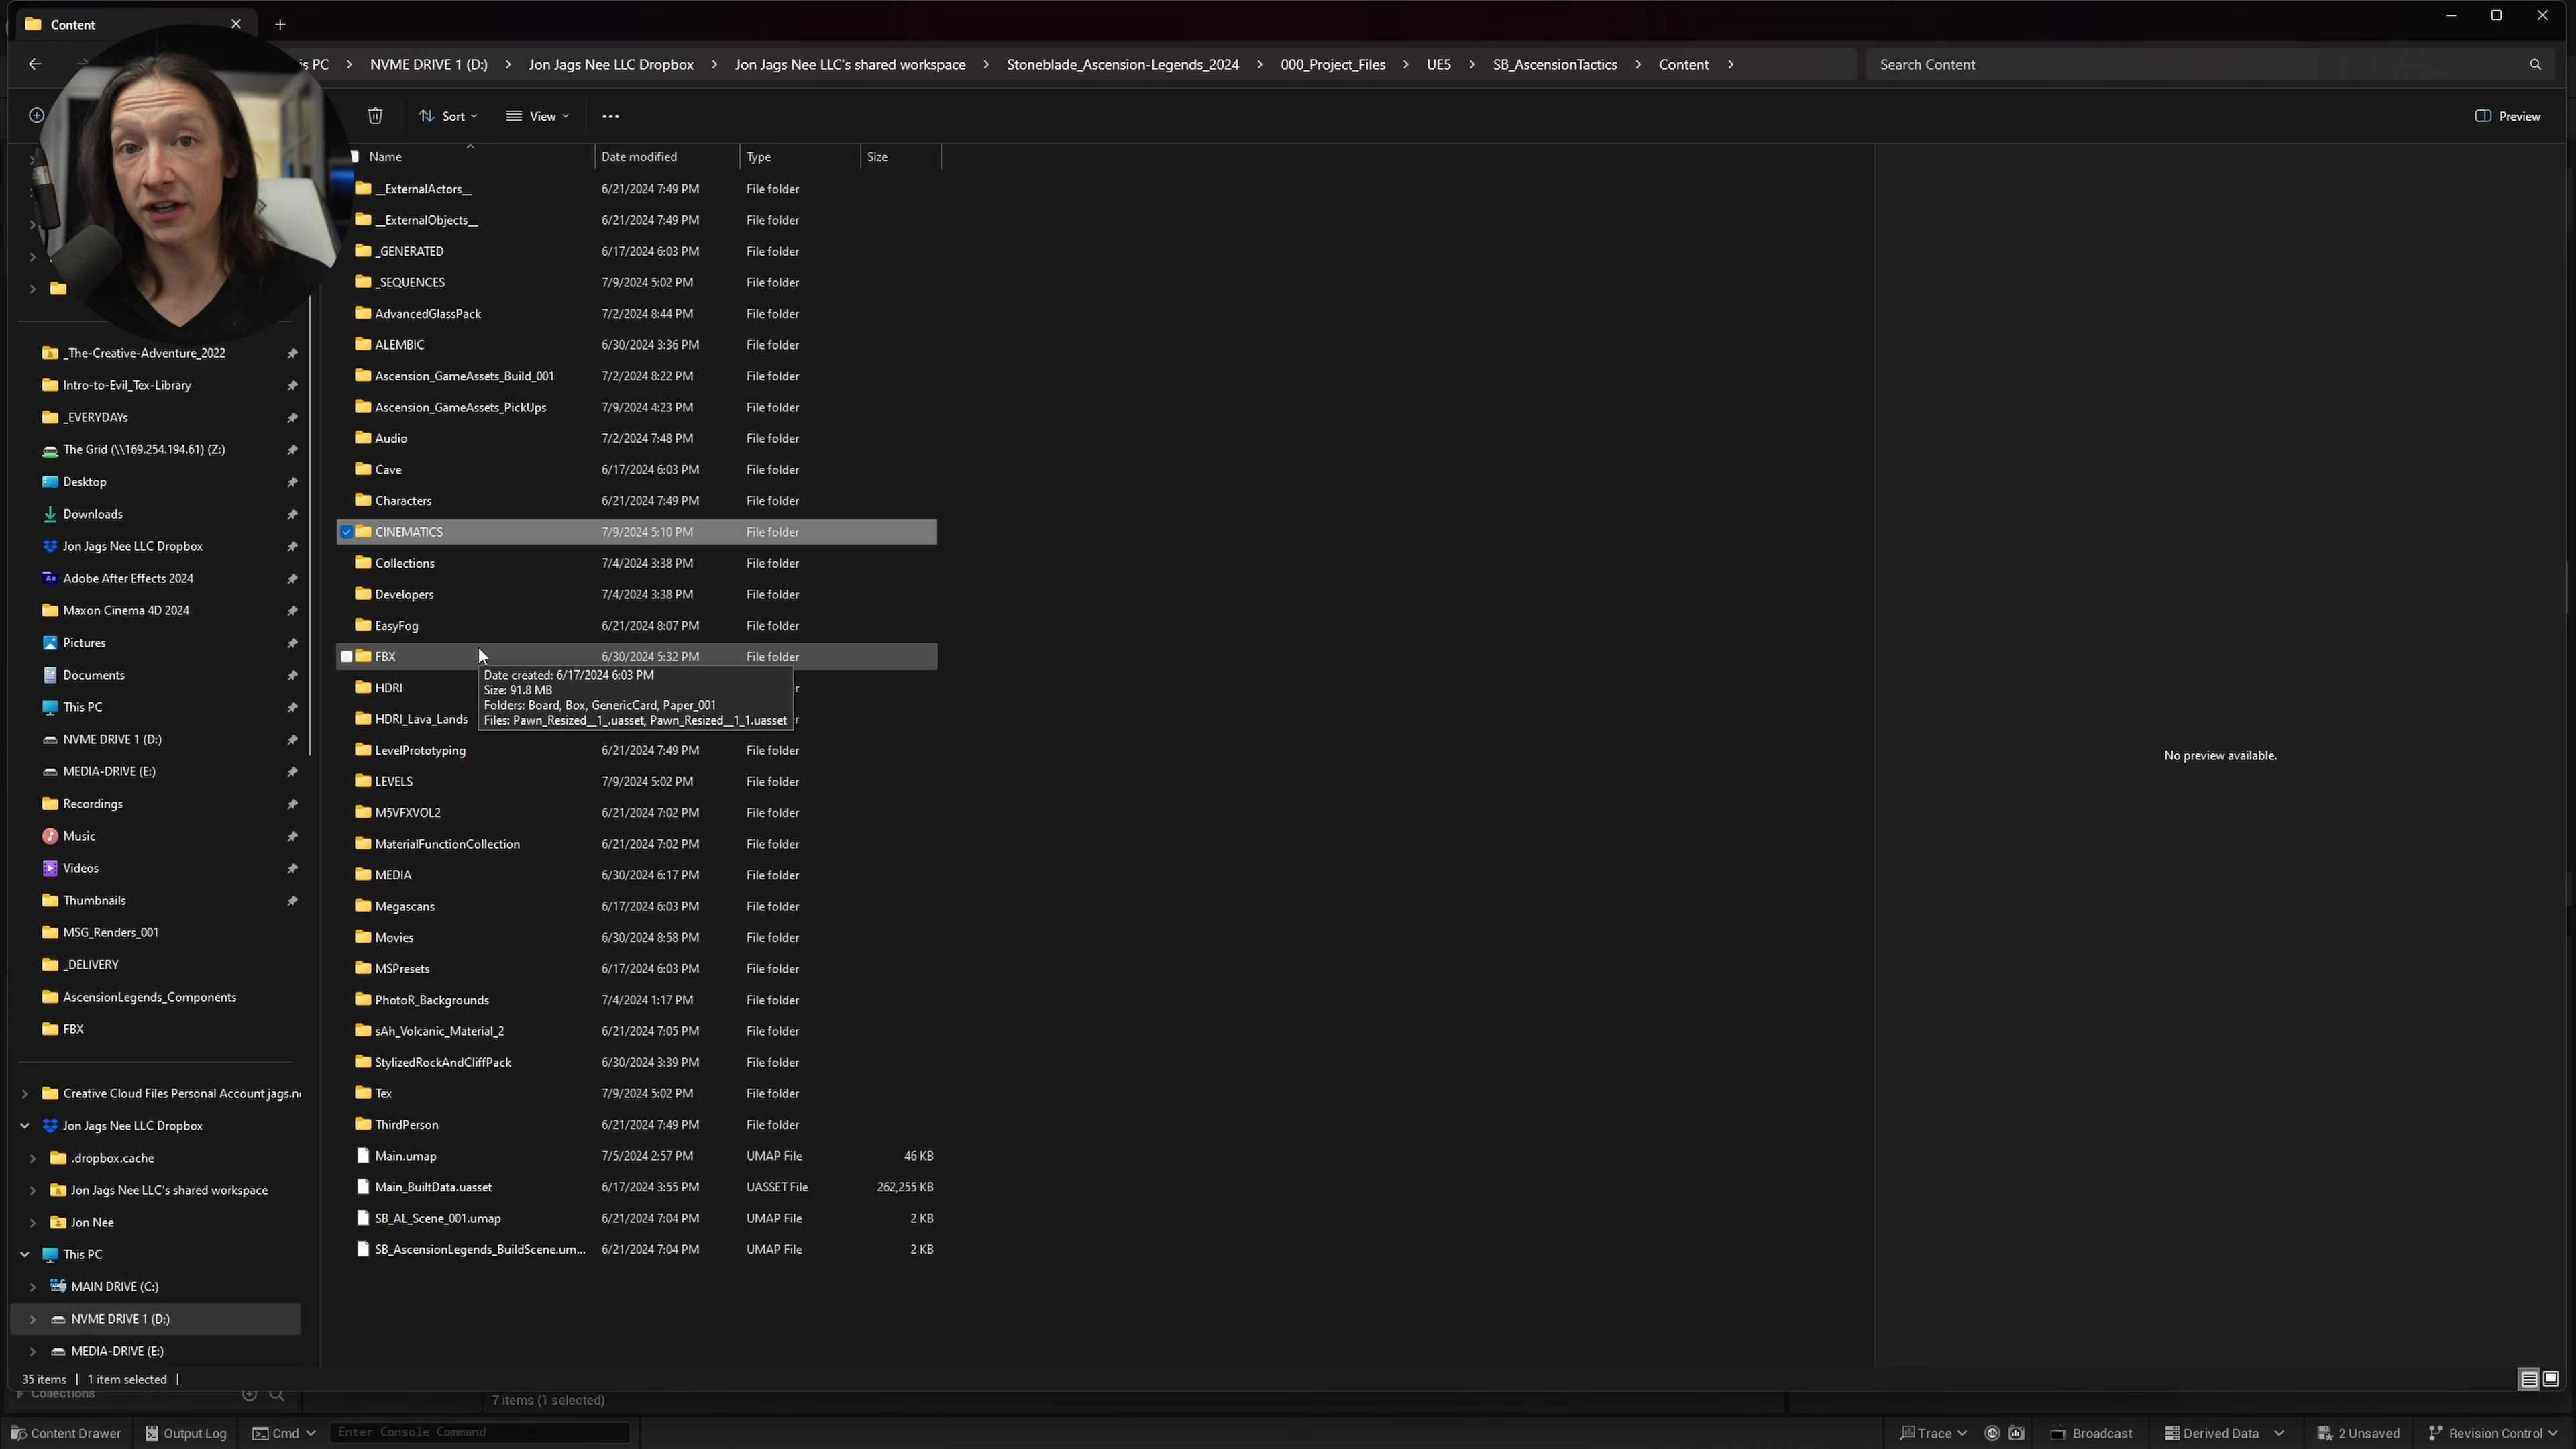 Content
is PC > NVME DRIVE 1 (D:) > Jon Jags Nee LLC Dropbox > Jon Jags Nee LLC's shared workspace > Stoneblade_Ascension-Legends_2024 > 000_Project_Files > UE5 > SB_AscensionTactics > Content >
Search Content
Sort
View
Preview
Name Date modified Type Size
__ExternalActors__ 6/21/2024 7:49 PM File folder
__ExternalObjects__ 6/21/2024 7:49 PM File folder
_GENERATED 6/17/2024 6:03 PM File folder
_SEQUENCES 7/9/2024 5:02 PM File folder
AdvancedGlassPack 7/2/2024 8:44 PM File folder
ALEMBIC 6/30/2024 3:36 PM File folder
Ascension_GameAssets_Build_001 7/2/2024 8:22 PM File folder
Ascension_GameAssets_PickUps 7/9/2024 4:23 PM File folder
Audio 7/2/2024 7:48 PM File folder
Cave 6/17/2024 6:03 PM File folder
Characters 6/21/2024 7:49 PM File folder
CINEMATICS 7/9/2024 5:10 PM File folder
Collections 7/4/2024 3:38 PM File folder
Developers 7/4/2024 3:38 PM File folder
EasyFog 6/21/2024 8:07 PM File folder
FBX 6/30/2024 5:32 PM File folder
Date created: 6/17/2024 6:03 PM
Size: 91.8 MB
Folders: Board, Box, GenericCard, Paper_001
Files: Pawn_Resized__1_.uasset, Pawn_Resized__1_1.uasset
HDRI
HDRI_Lava_Lands
LevelPrototyping 6/21/2024 7:49 PM File folder
LEVELS 7/9/2024 5:02 PM File folder
M5VFXVOL2 6/21/2024 7:02 PM File folder
MaterialFunctionCollection 6/21/2024 7:02 PM File folder
MEDIA 6/30/2024 6:17 PM File folder
Megascans 6/17/2024 6:03 PM File folder
Movies 6/30/2024 8:58 PM File folder
MSPresets 6/17/2024 6:03 PM File folder
PhotoR_Backgrounds 7/4/2024 1:17 PM File folder
sAh_Volcanic_Material_2 6/21/2024 7:05 PM File folder
StylizedRockAndCliffPack 6/30/2024 3:39 PM File folder
Tex 7/9/2024 5:02 PM File folder
ThirdPerson 6/21/2024 7:49 PM File folder
Main.umap 7/5/2024 2:57 PM UMAP File 46 KB
Main_BuiltData.uasset 6/17/2024 3:55 PM UASSET File 262,255 KB
SB_AL_Scene_001.umap 6/21/2024 7:04 PM UMAP File 2 KB
SB_AscensionLegends_BuildScene.um... 6/21/2024 7:04 PM UMAP File 2 KB
_The-Creative-Adventure_2022
Intro-to-Evil_Tex-Library
_EVERYDAYs
The Grid (\\169.254.194.61) (Z:)
Desktop
Downloads
Jon Jags Nee LLC Dropbox
Ae Adobe After Effects 2024
Maxon Cinema 4D 2024
Pictures
Documents
This PC
NVME DRIVE 1 (D:)
MEDIA-DRIVE (E:)
Recordings
Music
Videos
Thumbnails
MSG_Renders_001
_DELIVERY
AscensionLegends_Components
FBX
Creative Cloud Files Personal Account jags.n
Jon Jags Nee LLC Dropbox
.dropbox.cache
Jon Jags Nee LLC's shared workspace
Jon Nee
This PC
MAIN DRIVE (C:)
NVME DRIVE 1 (D:)
MEDIA-DRIVE (E:)
No preview available.
35 items | 1 item selected |
Collections
7 items (1 selected)
Content Drawer
Output Log
Cmd
Enter Console Command
Trace
Broadcast
Derived Data
2 Unsaved
Revision Control